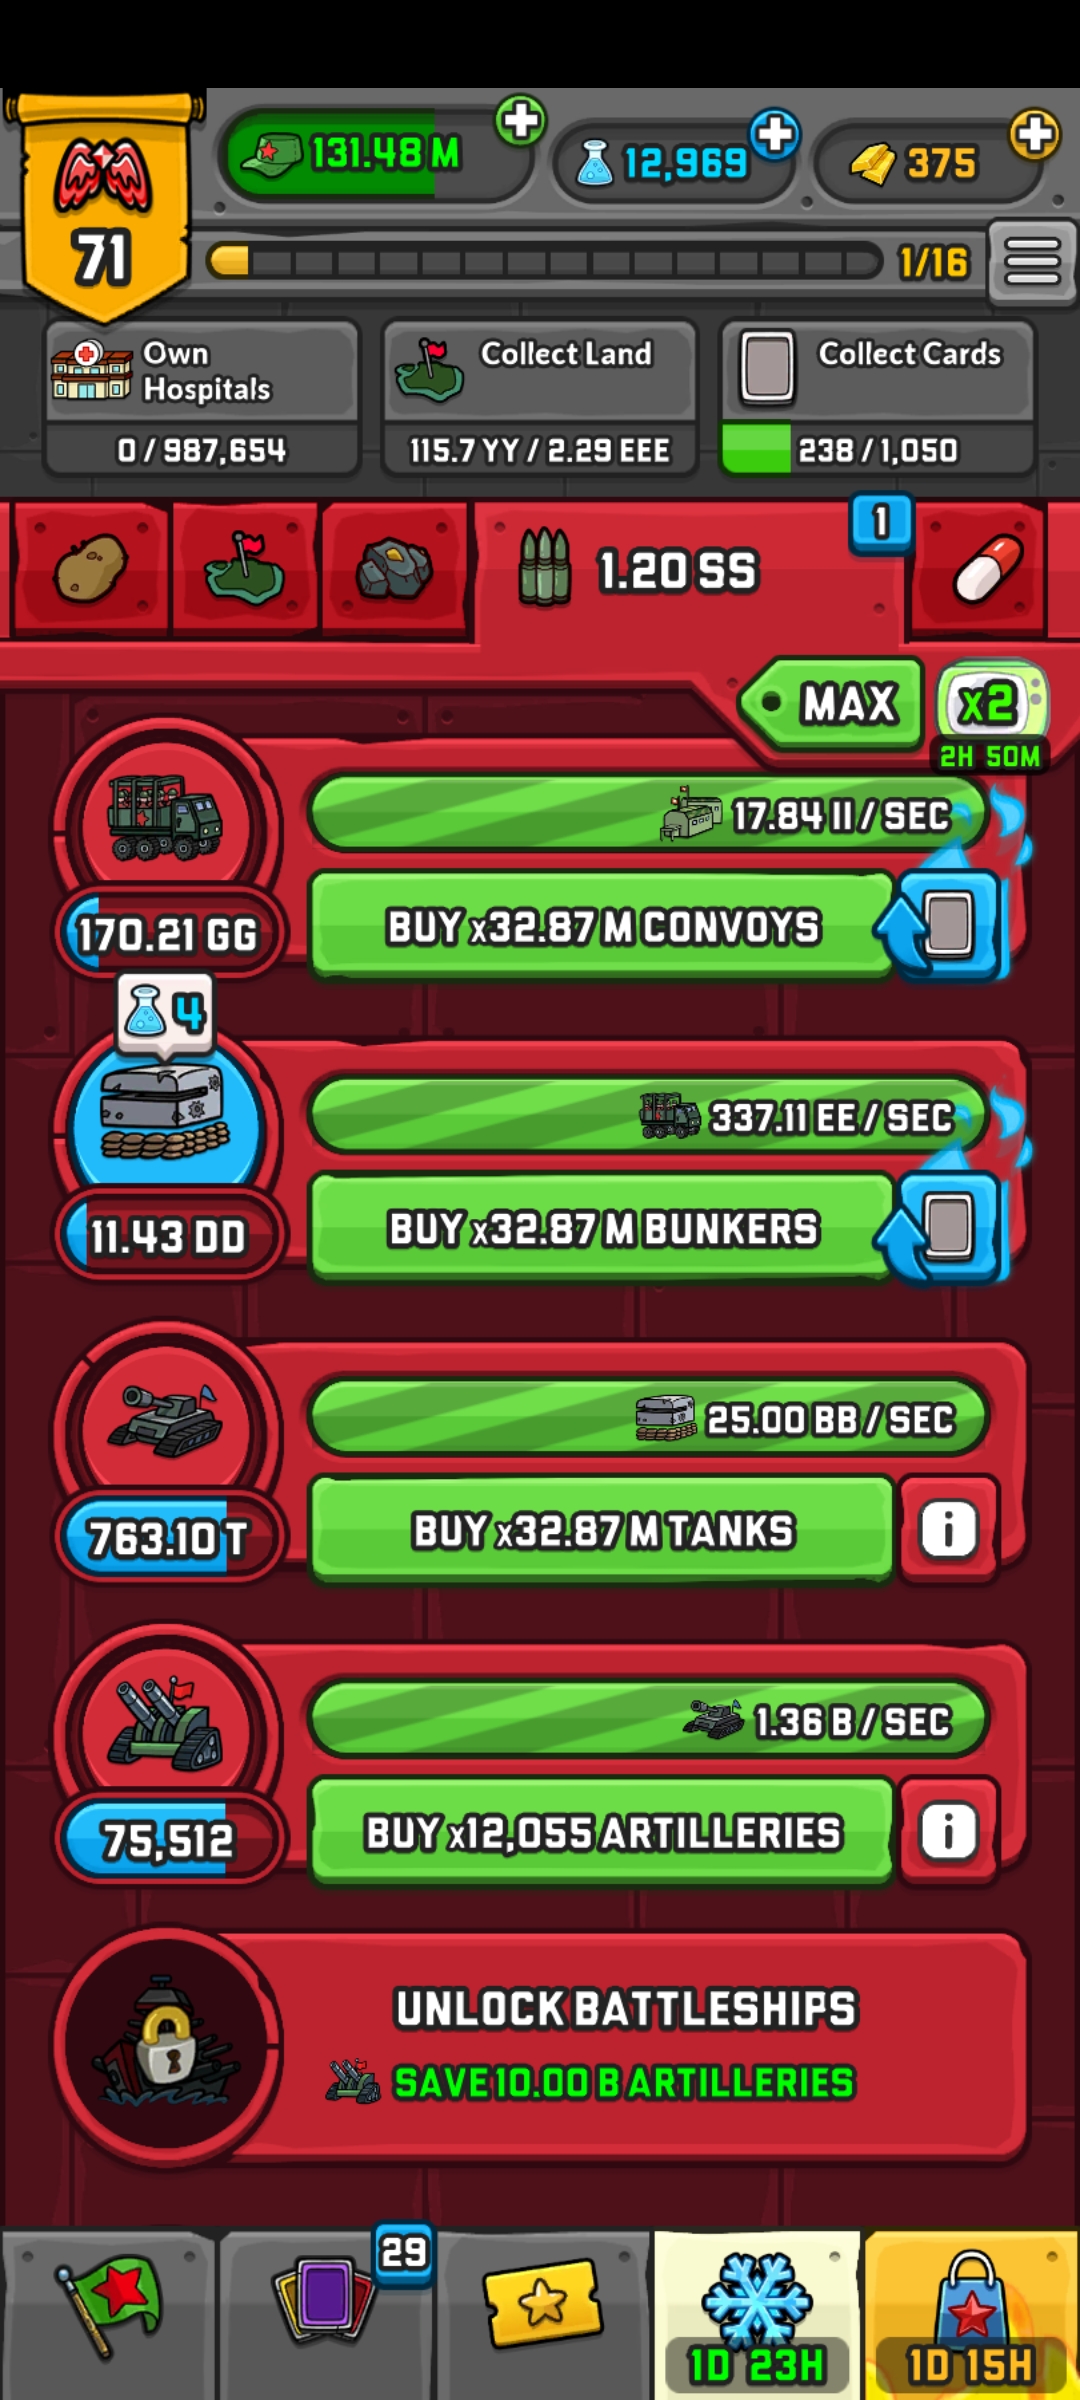 71
131.48 M
12,969
375
1/16
Own
Hospitals
0 / 987,654
Collect Land
115.7 YY / 2.29 EEE
Collect Cards
238 / 1,050
1.20 SS
1
MAX
x2
2H 50M
17.84 II / SEC
170.21 GG
BUY x32.87 M CONVOYS
4
337.11 EE / SEC
11.43 DD
BUY x32.87 M BUNKERS
25.00 BB / SEC
763.10 T
BUY x32.87 M TANKS
i
1.36 B / SEC
75,512
BUY x12,055 ARTILLERIES
i
UNLOCK BATTLESHIPS
SAVE 10.00 B ARTILLERIES
29
1D 23H
1D 15H